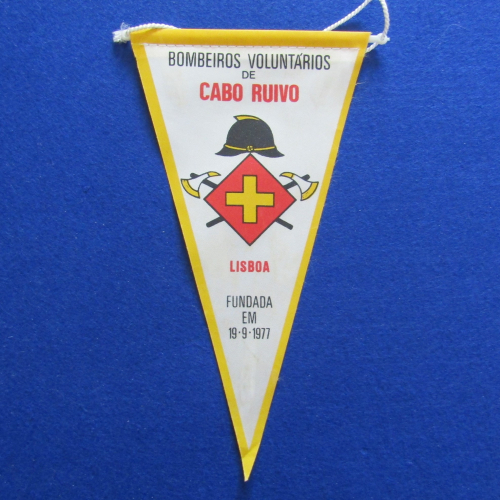 BOMBEIROS VOLUNTÁRIOS
DE
CABO RUIVO
LISBOA
FUNDADA
EM
19·9·1977